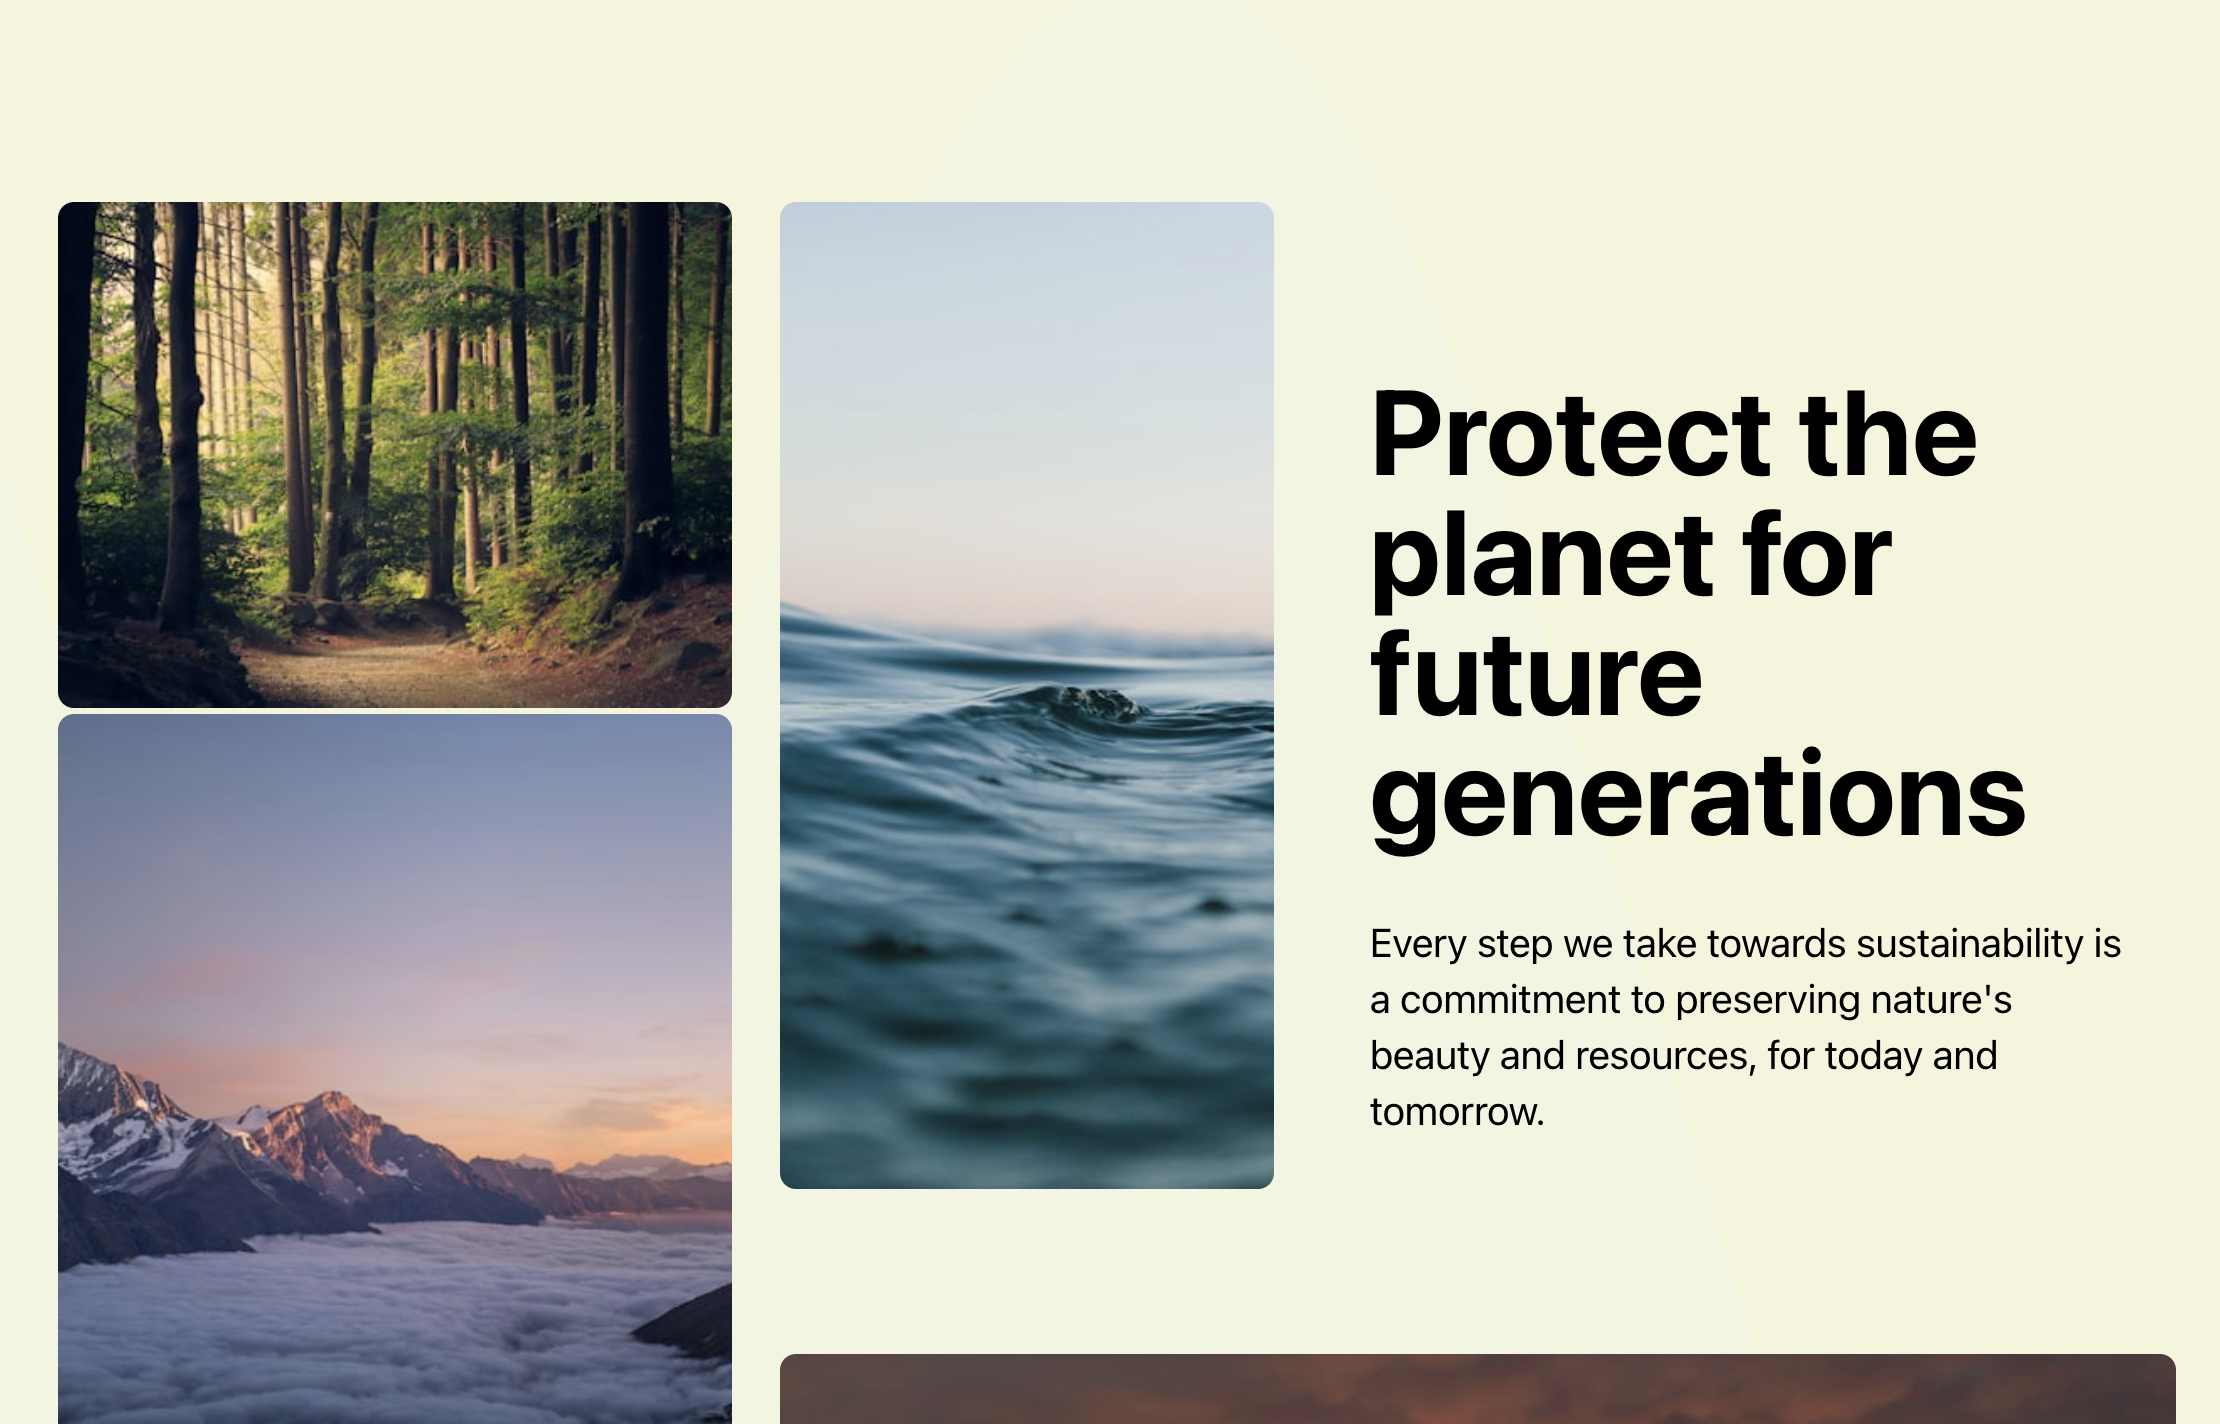 Protect the
planet for
future
generations
Every step we take towards sustainability is
a commitment to preserving nature's
beauty and resources, for today and
tomorrow.